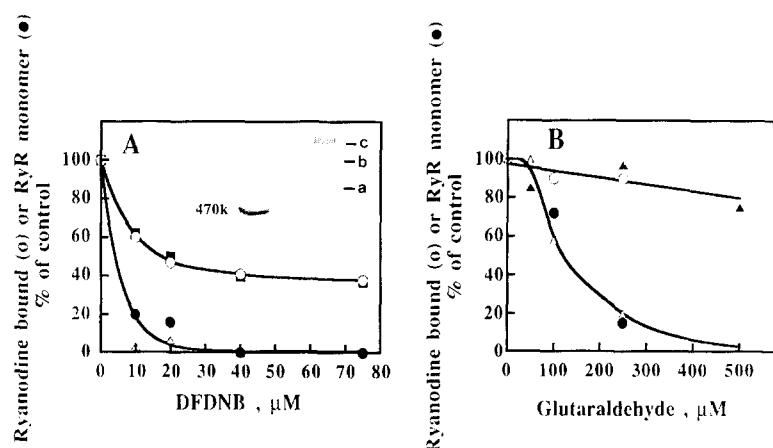 Ryanodine bound (o) or RyR monomer (●)
% of control
A
100
80
60
40
20
0
470k
– c
– b
– a
0 10 20 30 40 50 60 70 80
DFDNB , µM
Ryanodine bound (o) or RyR monomer (●)
% of control
B
100
80
60
40
20
0
0 100 200 300 400 500
Glutaraldehyde , µM